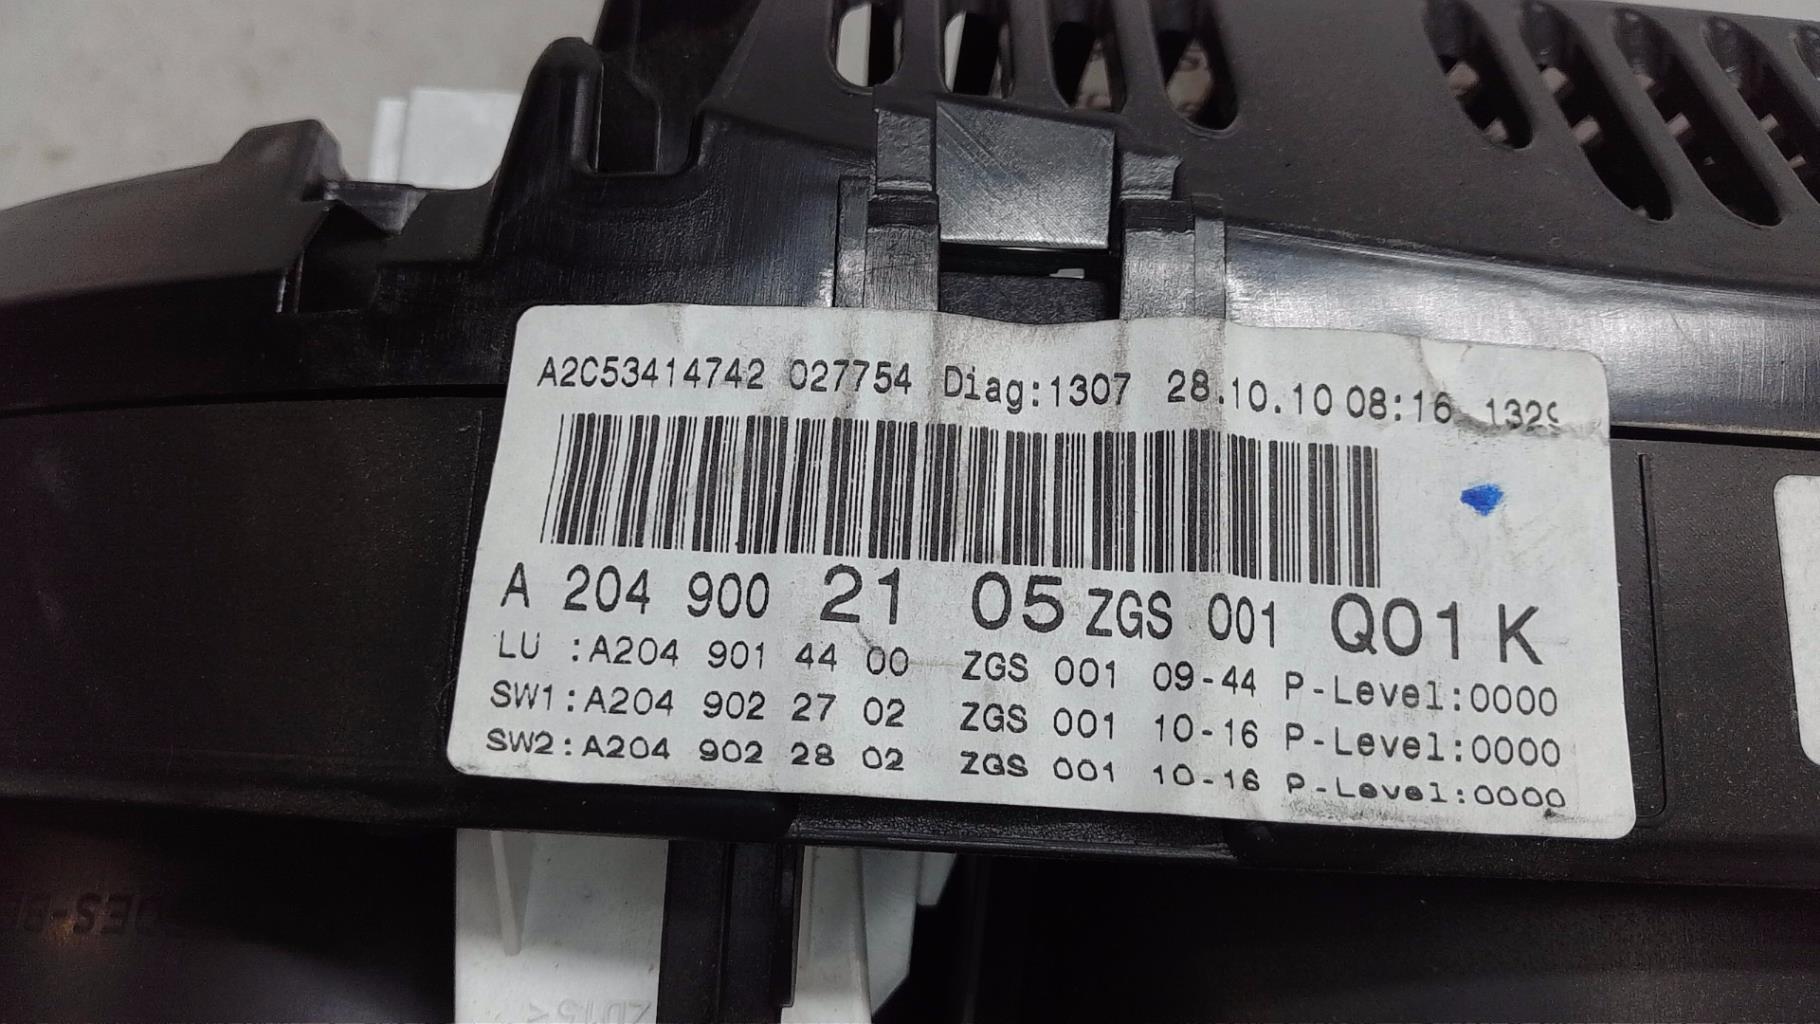 A2C53414742 027754 Diag:1307 28.10.10 08:16 1329
A 204 900 21 05 ZGS 001 Q01 K
LU :A204 901 44 00 ZGS 001 09-44 P-Level:0000
SW1:A204 902 27 02 ZGS 001 10-16 P-Level:0000
SW2:A204 902 28 02 ZGS 001 10-16 P-Level:0000